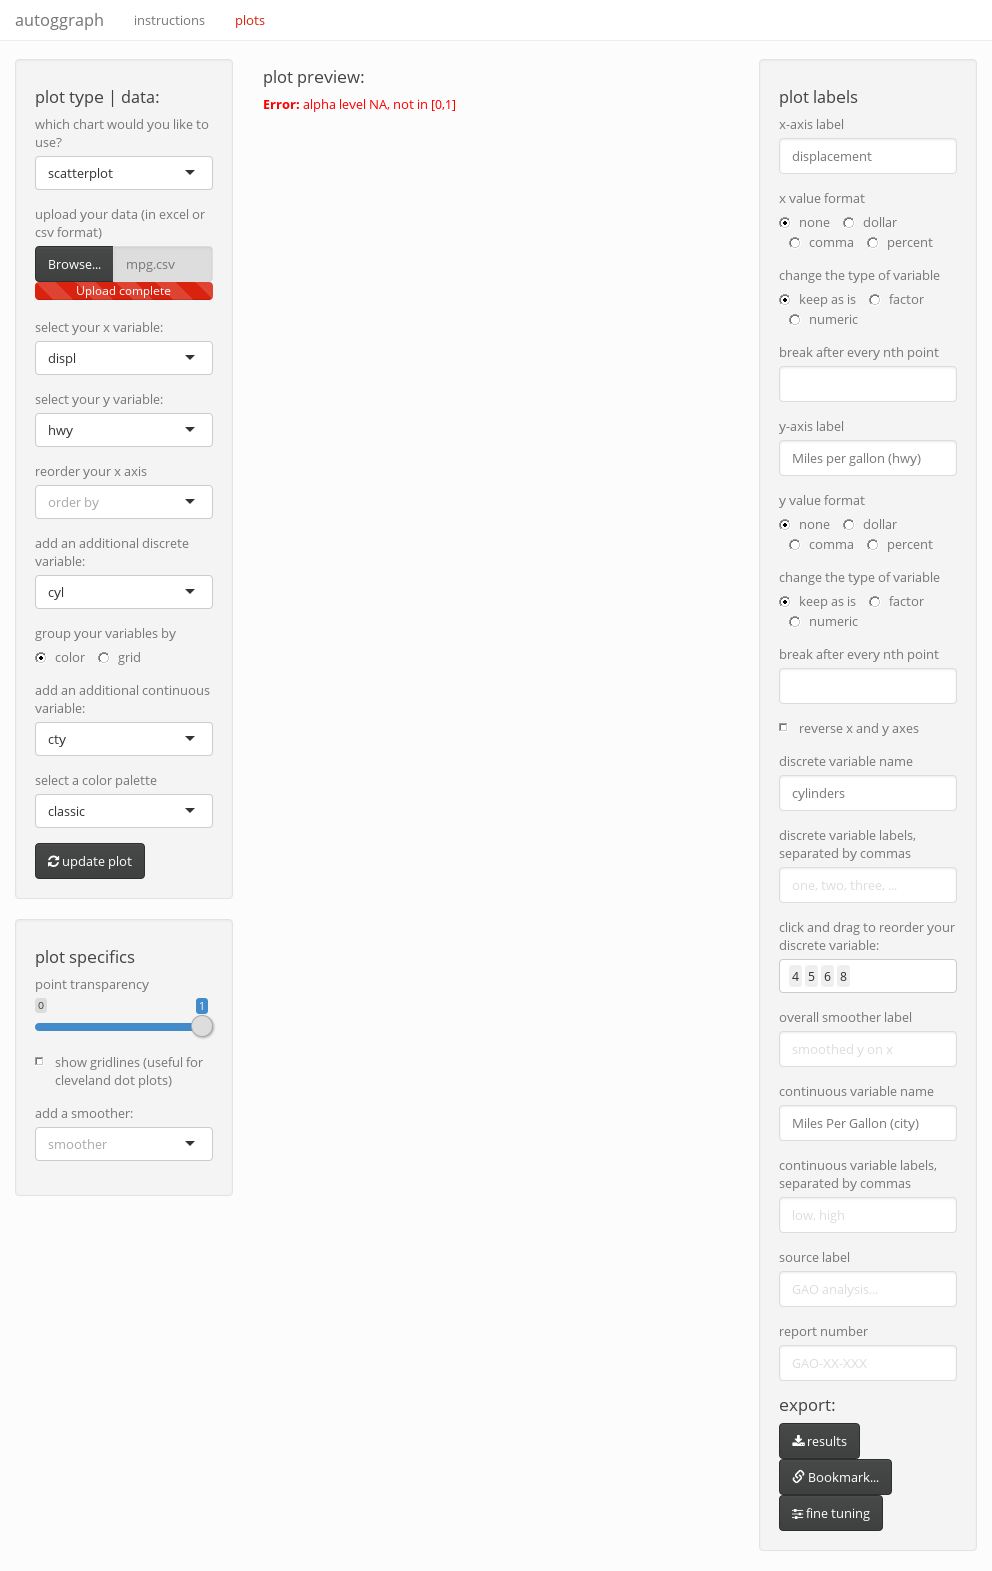 autoggraph instructions plots
plot type | data:
which chart would you like to
use?
scatterplot
upload your data (in excel or
csv format)
Browse... mpg.csv
Upload complete
select your x variable:
displ
select your y variable:
hwy
reorder your x axis
order by
add an additional discrete
variable:
cyl
group your variables by
color grid
add an additional continuous
variable:
cty
select a color palette
classic
update plot
plot specifics
point transparency
0 1
show gridlines (useful for
cleveland dot plots)
add a smoother:
smoother
plot preview:
Error: alpha level NA, not in [0,1]
plot labels
x-axis label
displacement
x value format
none dollar
comma percent
change the type of variable
keep as is factor
numeric
break after every nth point
y-axis label
Miles per gallon (hwy)
y value format
none dollar
comma percent
change the type of variable
keep as is factor
numeric
break after every nth point
reverse x and y axes
discrete variable name
cylinders
discrete variable labels,
separated by commas
one, two, three, ...
click and drag to reorder your
discrete variable:
4 5 6 8
overall smoother label
smoothed y on x
continuous variable name
Miles Per Gallon (city)
continuous variable labels,
separated by commas
low, high
source label
GAO analysis...
report number
GAO-XX-XXX
export:
results
Bookmark...
fine tuning